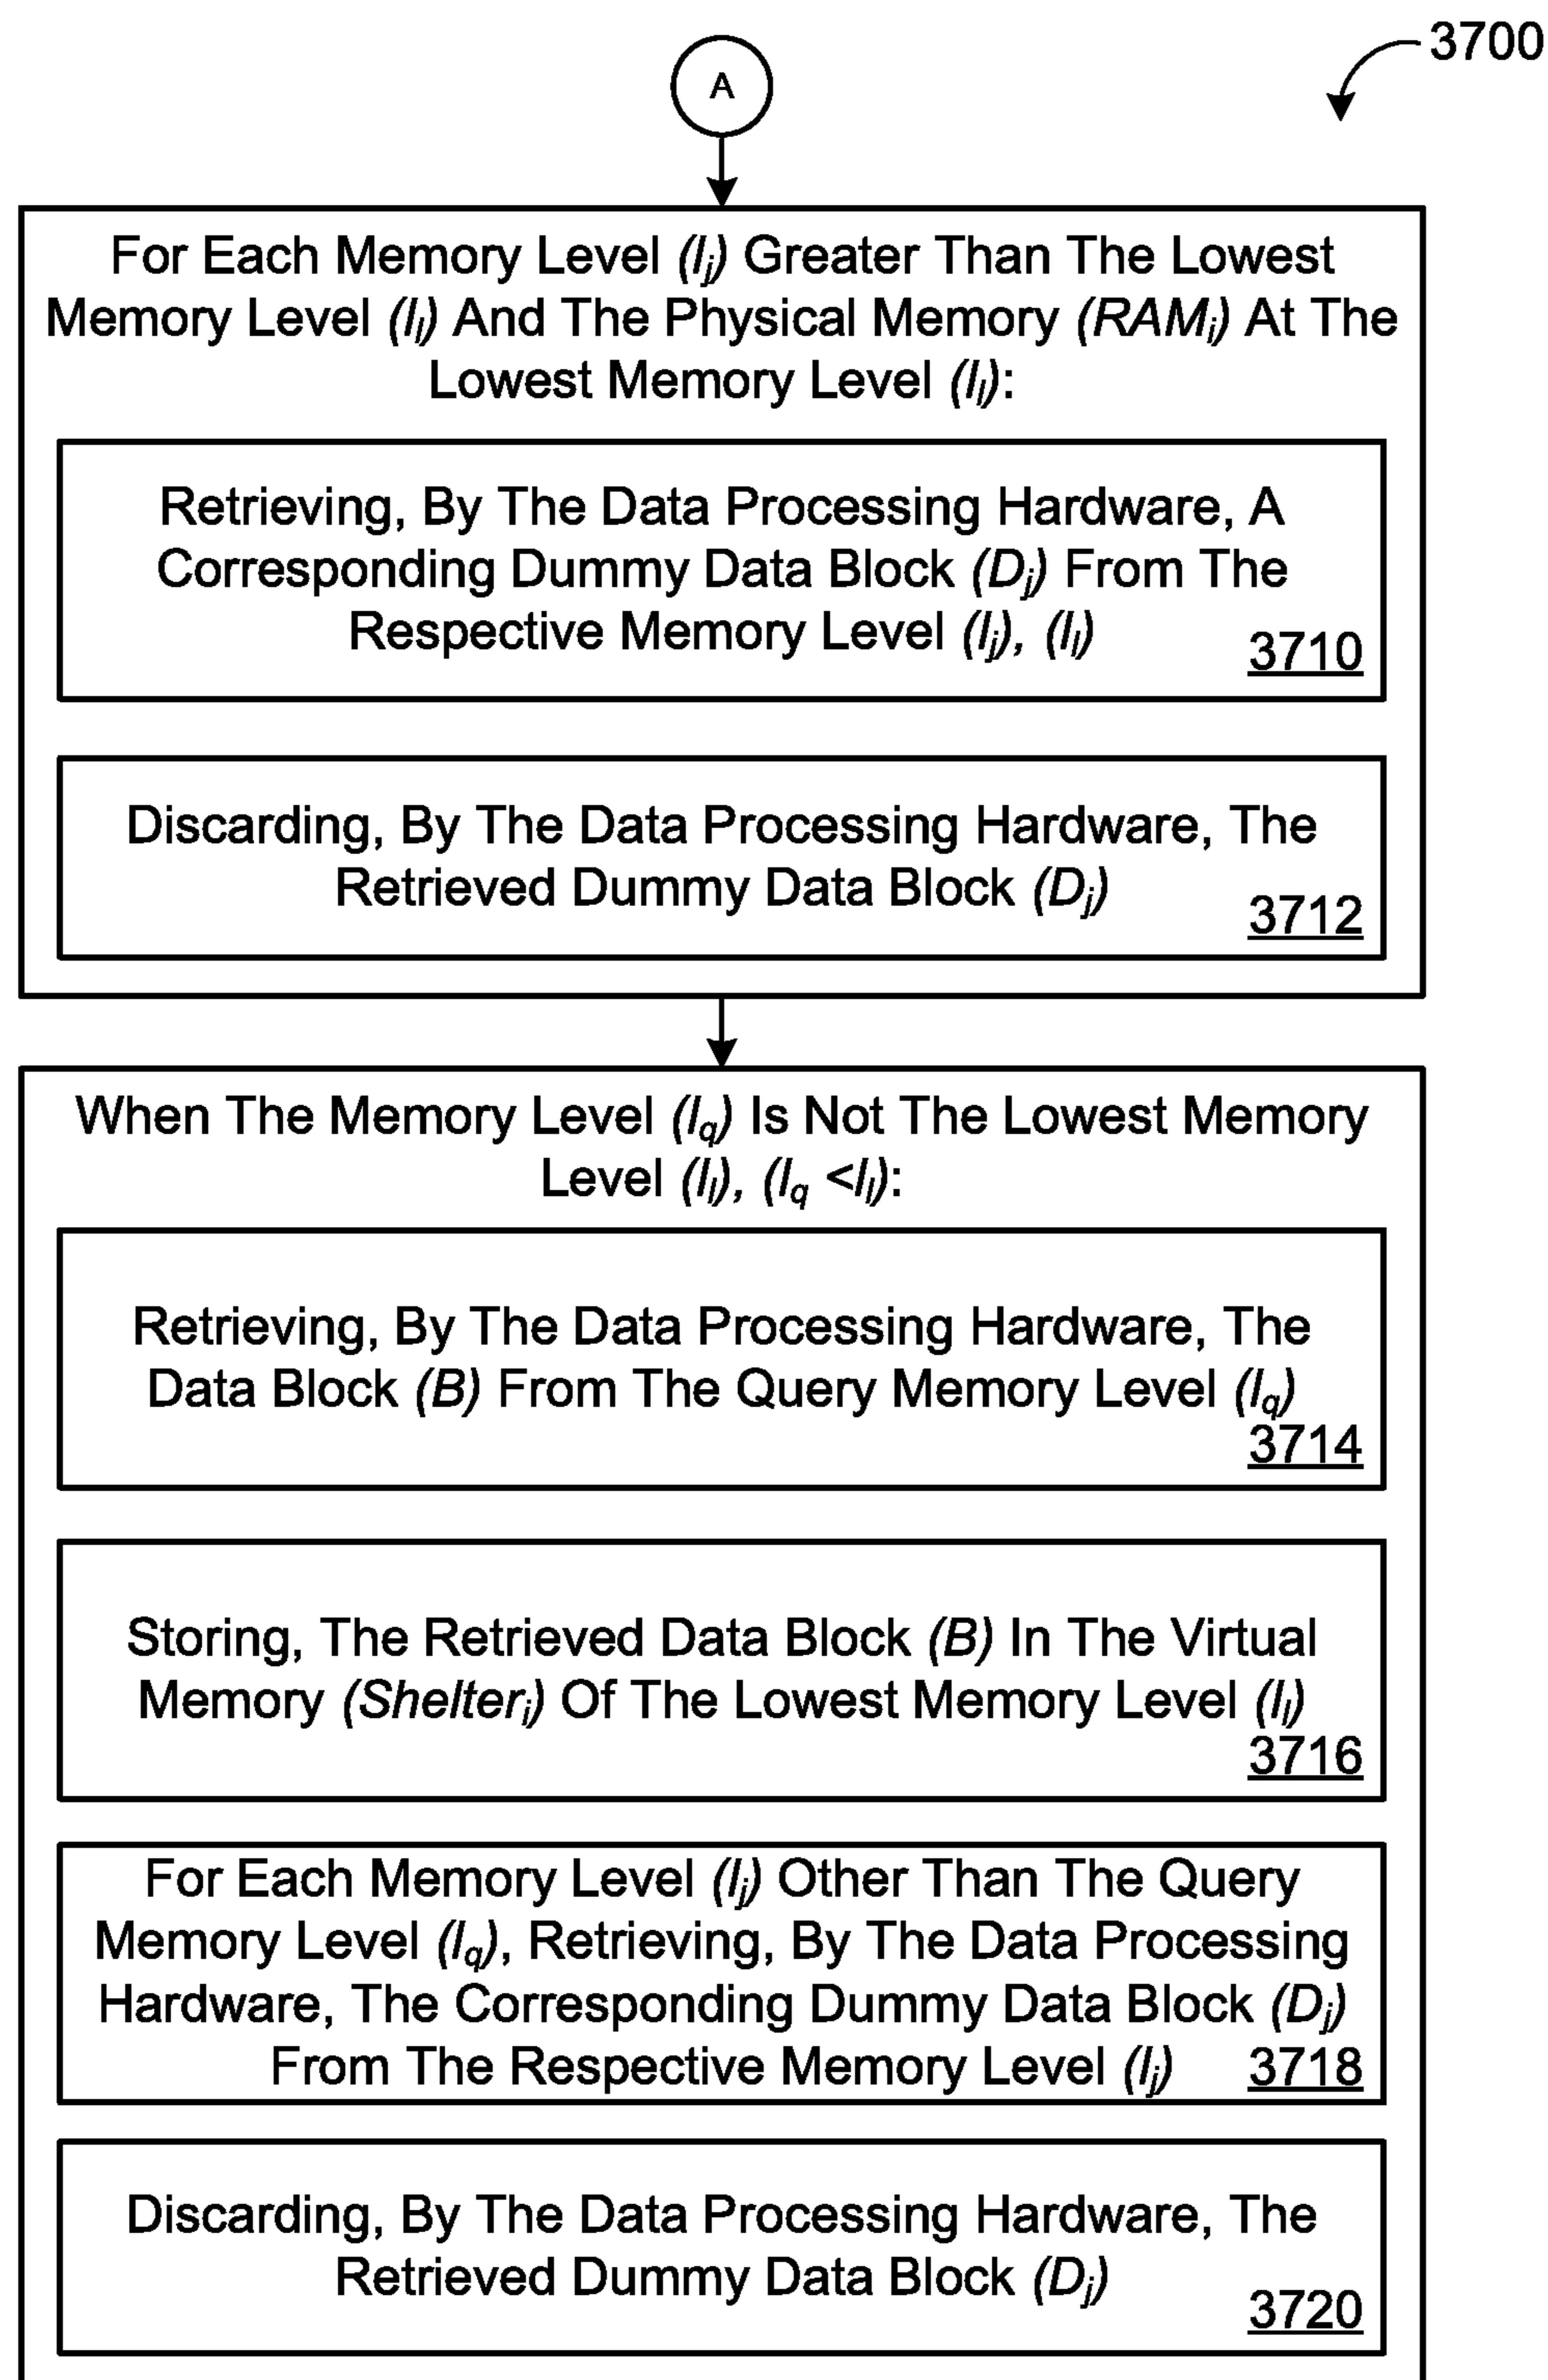 3700
A
For Each Memory Level (lj) Greater Than The Lowest
Memory Level (ll) And The Physical Memory (RAMi) At The
Lowest Memory Level (ll):
Retrieving, By The Data Processing Hardware, A
Corresponding Dummy Data Block (Dj) From The
Respective Memory Level (lj), (ll)
3710
Discarding, By The Data Processing Hardware, The
Retrieved Dummy Data Block (Dj)
3712
When The Memory Level (lq) Is Not The Lowest Memory
Level (ll), (lq <ll):
Retrieving, By The Data Processing Hardware, The
Data Block (B) From The Query Memory Level (lq)
3714
Storing, The Retrieved Data Block (B) In The Virtual
Memory (Shelteri) Of The Lowest Memory Level (ll)
3716
For Each Memory Level (lj) Other Than The Query
Memory Level (lq), Retrieving, By The Data Processing
Hardware, The Corresponding Dummy Data Block (Dj)
From The Respective Memory Level (lj)
3718
Discarding, By The Data Processing Hardware, The
Retrieved Dummy Data Block (Dj)
3720